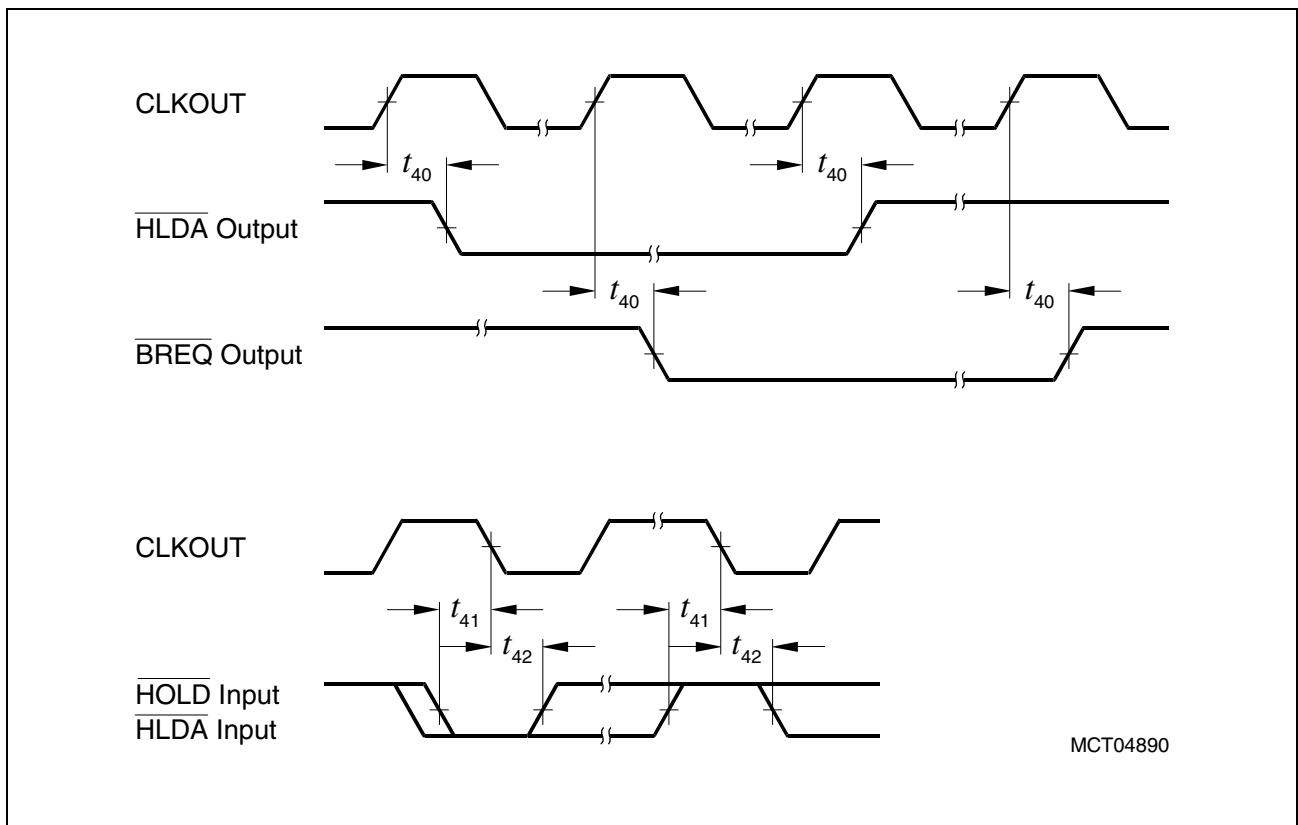 CLKOUT
t40 t40
HLDA Output
t40 t40
BREQ Output
CLKOUT
t41 t41
t42 t42
HOLD Input
HLDA Input
MCT04890